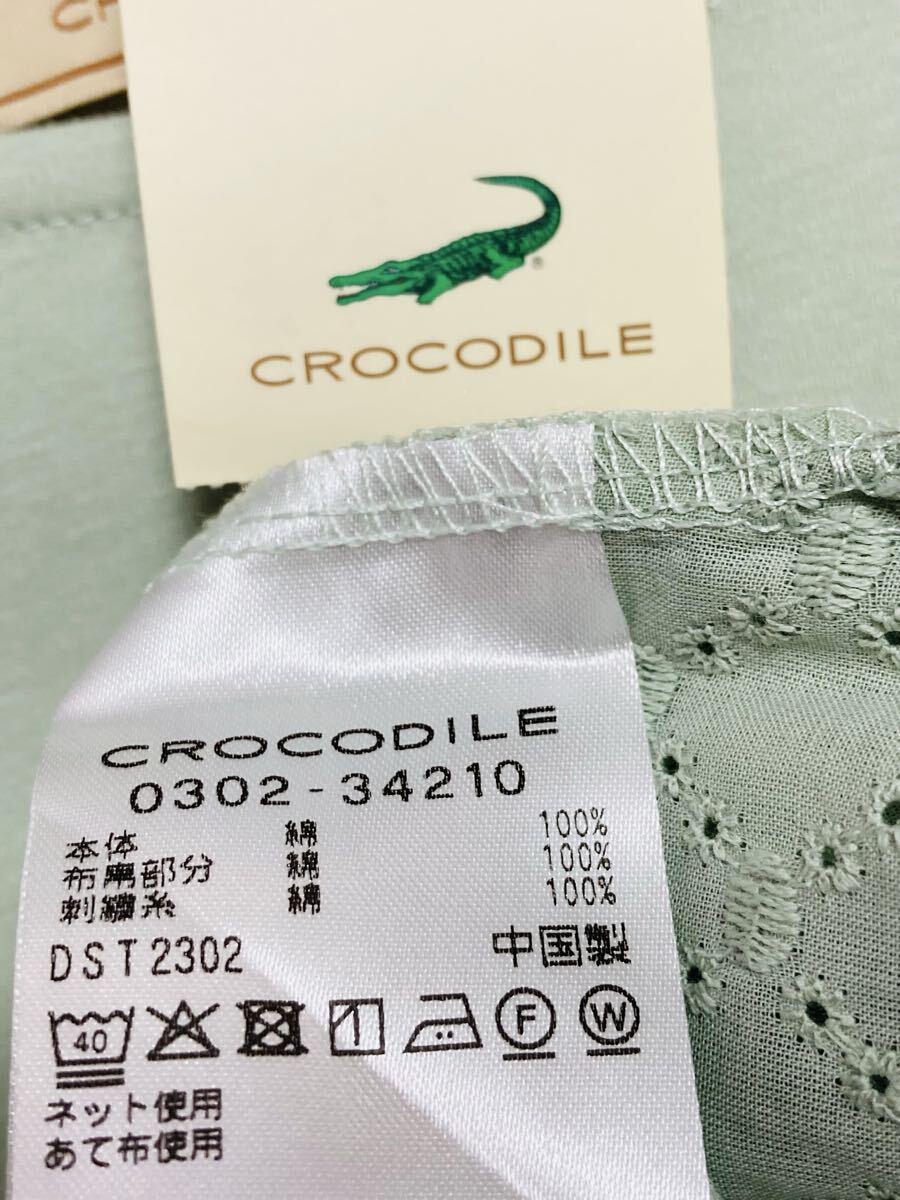 CR
CROCODILE
CROCODILE
0302-34210
本体 綿 100%
布帛部分 綿 100%
刺繍糸 綿 100%
DST2302 中国製
40 F W
ネット使用
あて布使用